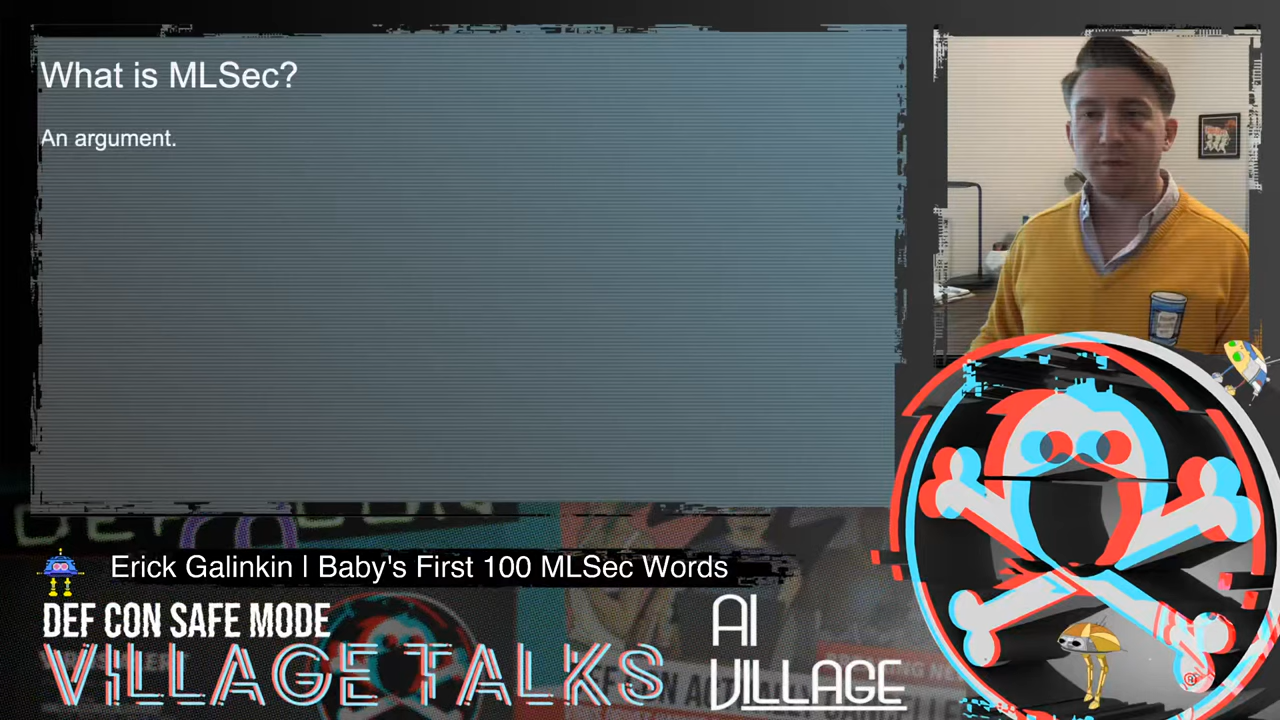 What is MLSec?
An argument.
Erick Galinkin | Baby's First 100 MLSec Words
DEF CON SAFE MODE
VILLAGE TALKS
AI
VILLAGE